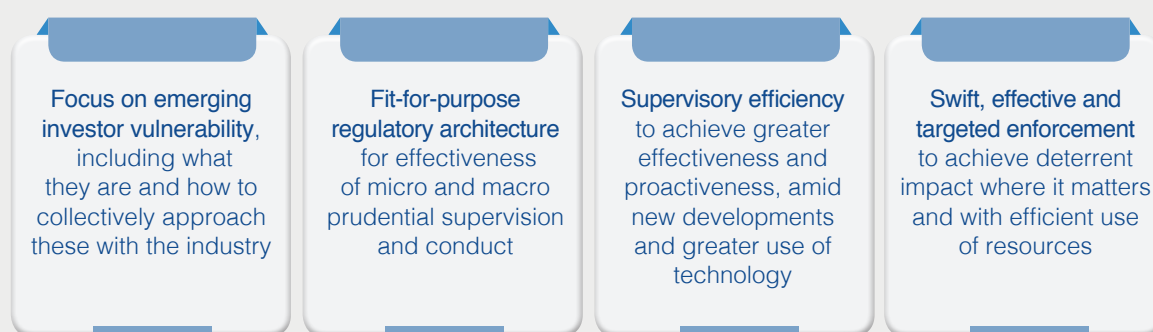 Focus on emerging
investor vulnerability,
including what
they are and how to
collectively approach
these with the industry
Fit-for-purpose
regulatory architecture
for effectiveness
of micro and macro
prudential supervision
and conduct
Supervisory efficiency
to achieve greater
effectiveness and
proactiveness, amid
new developments
and greater use of
technology
Swift, effective and
targeted enforcement
to achieve deterrent
impact where it matters
and with efficient use
of resources